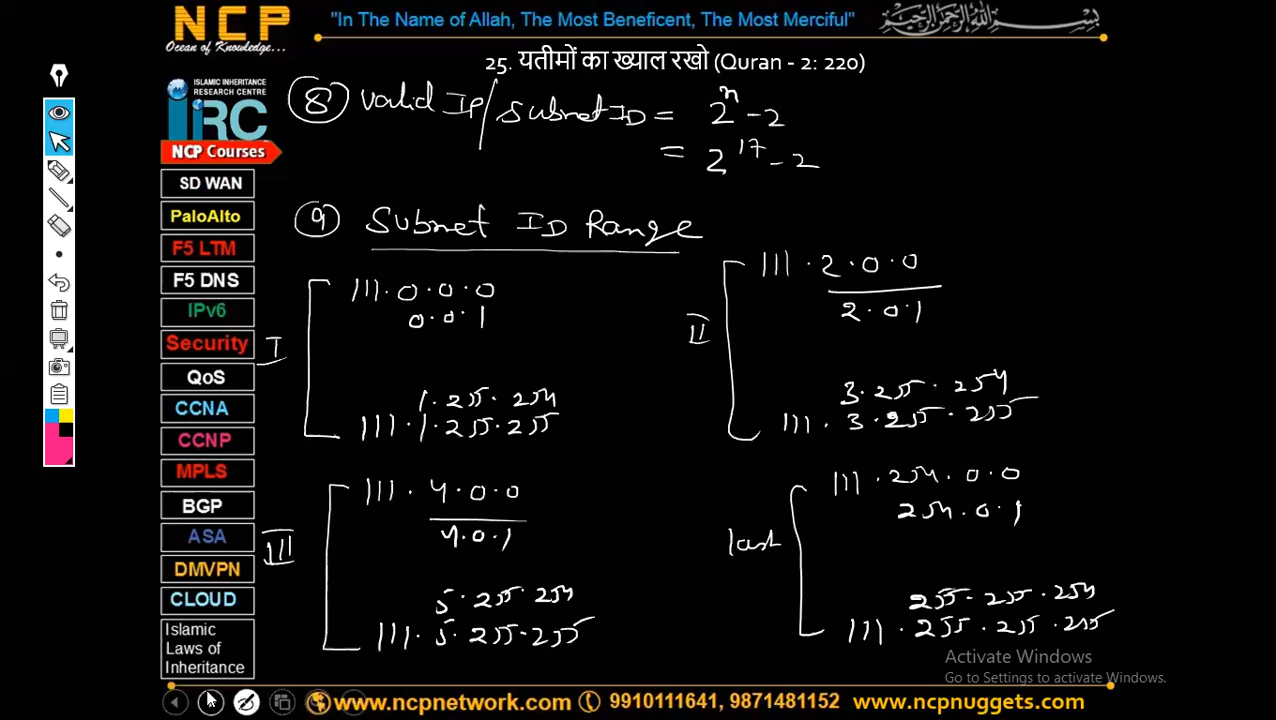 NCP
Ocean of Knowledge...
"In The Name of Allah, The Most Beneficent, The Most Merciful"
25. यतीमों का ख्याल रखो (Quran - 2: 220)
ISLAMIC INHERITANCE
RESEARCH CENTRE
IRC
NCP Courses
SD WAN
PaloAlto
F5 LTM
F5 DNS
IPv6
Security
QoS
CCNA
CCNP
MPLS
BGP
ASA
DMVPN
CLOUD
Islamic
Laws of
Inheritance
8 Valid IP/Subnet ID = 2^n - 2
= 2^17 - 2
9 Subnet ID Range
I
111.0.0.0
0.0.1
1.255.254
111.1.255.255
II
111.2.0.0
2.0.1
3.255.254
111.3.255.255
III
111.4.0.0
4.0.1
5.255.254
111.5.255.255
last
111.254.0.0
254.0.1
255.255.254
111.255.255.255
Activate Windows
Go to Settings to activate Windows.
www.ncpnetwork.com 9910111641, 9871481152 www.ncpnuggets.com